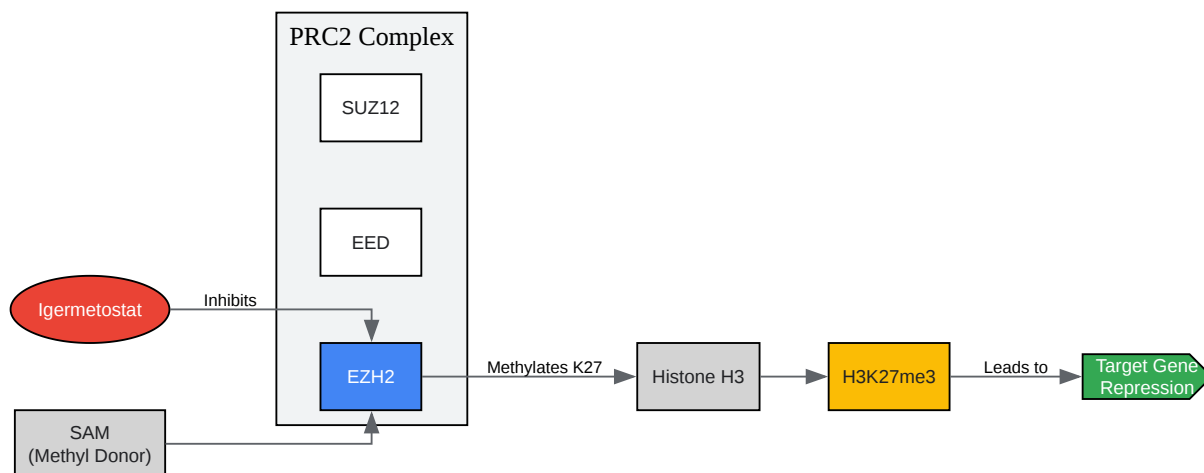 PRC2 Complex
SUZ12
EED
Igermetostat
Inhibits
EZH2
Methylates K27
Histone H3
H3K27me3
Leads to
Target Gene
Repression
SAM
(Methyl Donor)